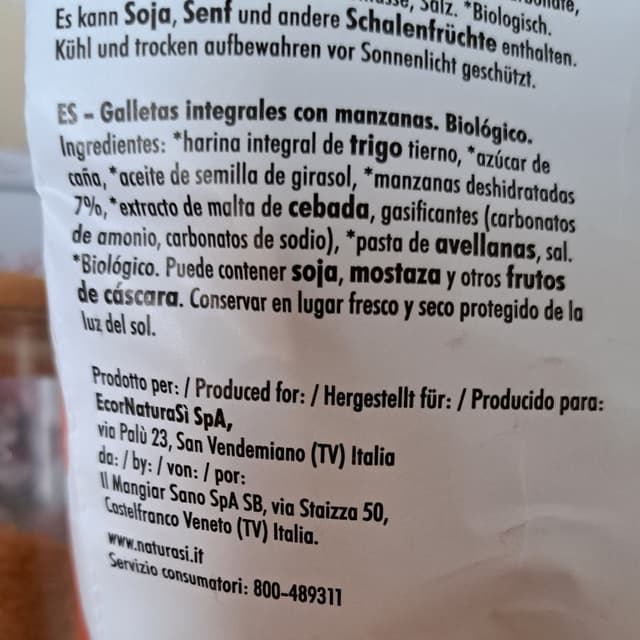 Salz. *Biologisch.
Es kann Soja, Senf und andere Schalenfrüchte enthalten.
Kühl und trocken aufbewahren vor Sonnenlicht geschützt.
ES – Galletas integrales con manzanas. Biológico.
Ingredientes: *harina integral de trigo tierno, *azúcar de
caña,*aceite de semilla de girasol, *manzanas deshidratadas
7%,*extracto de malta de cebada, gasificantes (carbonatos
de amonio, carbonatos de sodio), *pasta de avellanas, sal.
*Biológico. Puede contener soja, mostaza y otros frutos
de cáscara. Conservar en lugar fresco y seco protegido de la
luz del sol.
Prodotto per: / Produced for: / Hergestellt für: / Producido para:
EcorNaturaSì SpA,
via Palù 23, San Vendemiano (TV) Italia
da: / by: / von: / por:
Il Mangiar Sano SpA SB, via Staizza 50,
Castelfranco Veneto (TV) Italia.
www.naturasi.it
Servizio consumatori: 800-489311